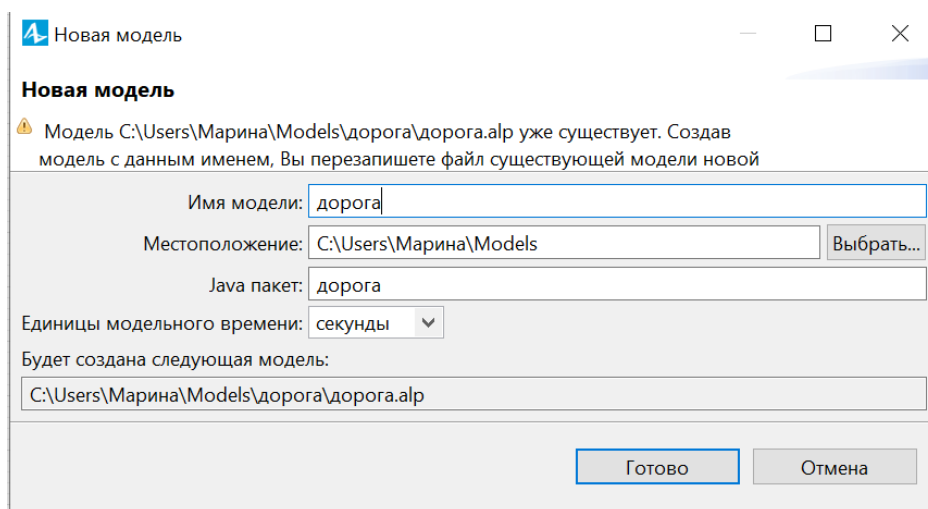 Новая модель
Новая модель
Модель C:\Users\Марина\Models\дорога\дорога.alp уже существует. Создав
модель с данным именем, Вы перезапишете файл существующей модели новой
Имя модели: дорога
Местоположение: C:\Users\Марина\Models Выбрать...
Java пакет: дорога
Единицы модельного времени: секунды
Будет создана следующая модель:
C:\Users\Марина\Models\дорога\дорога.alp
Готово Отмена